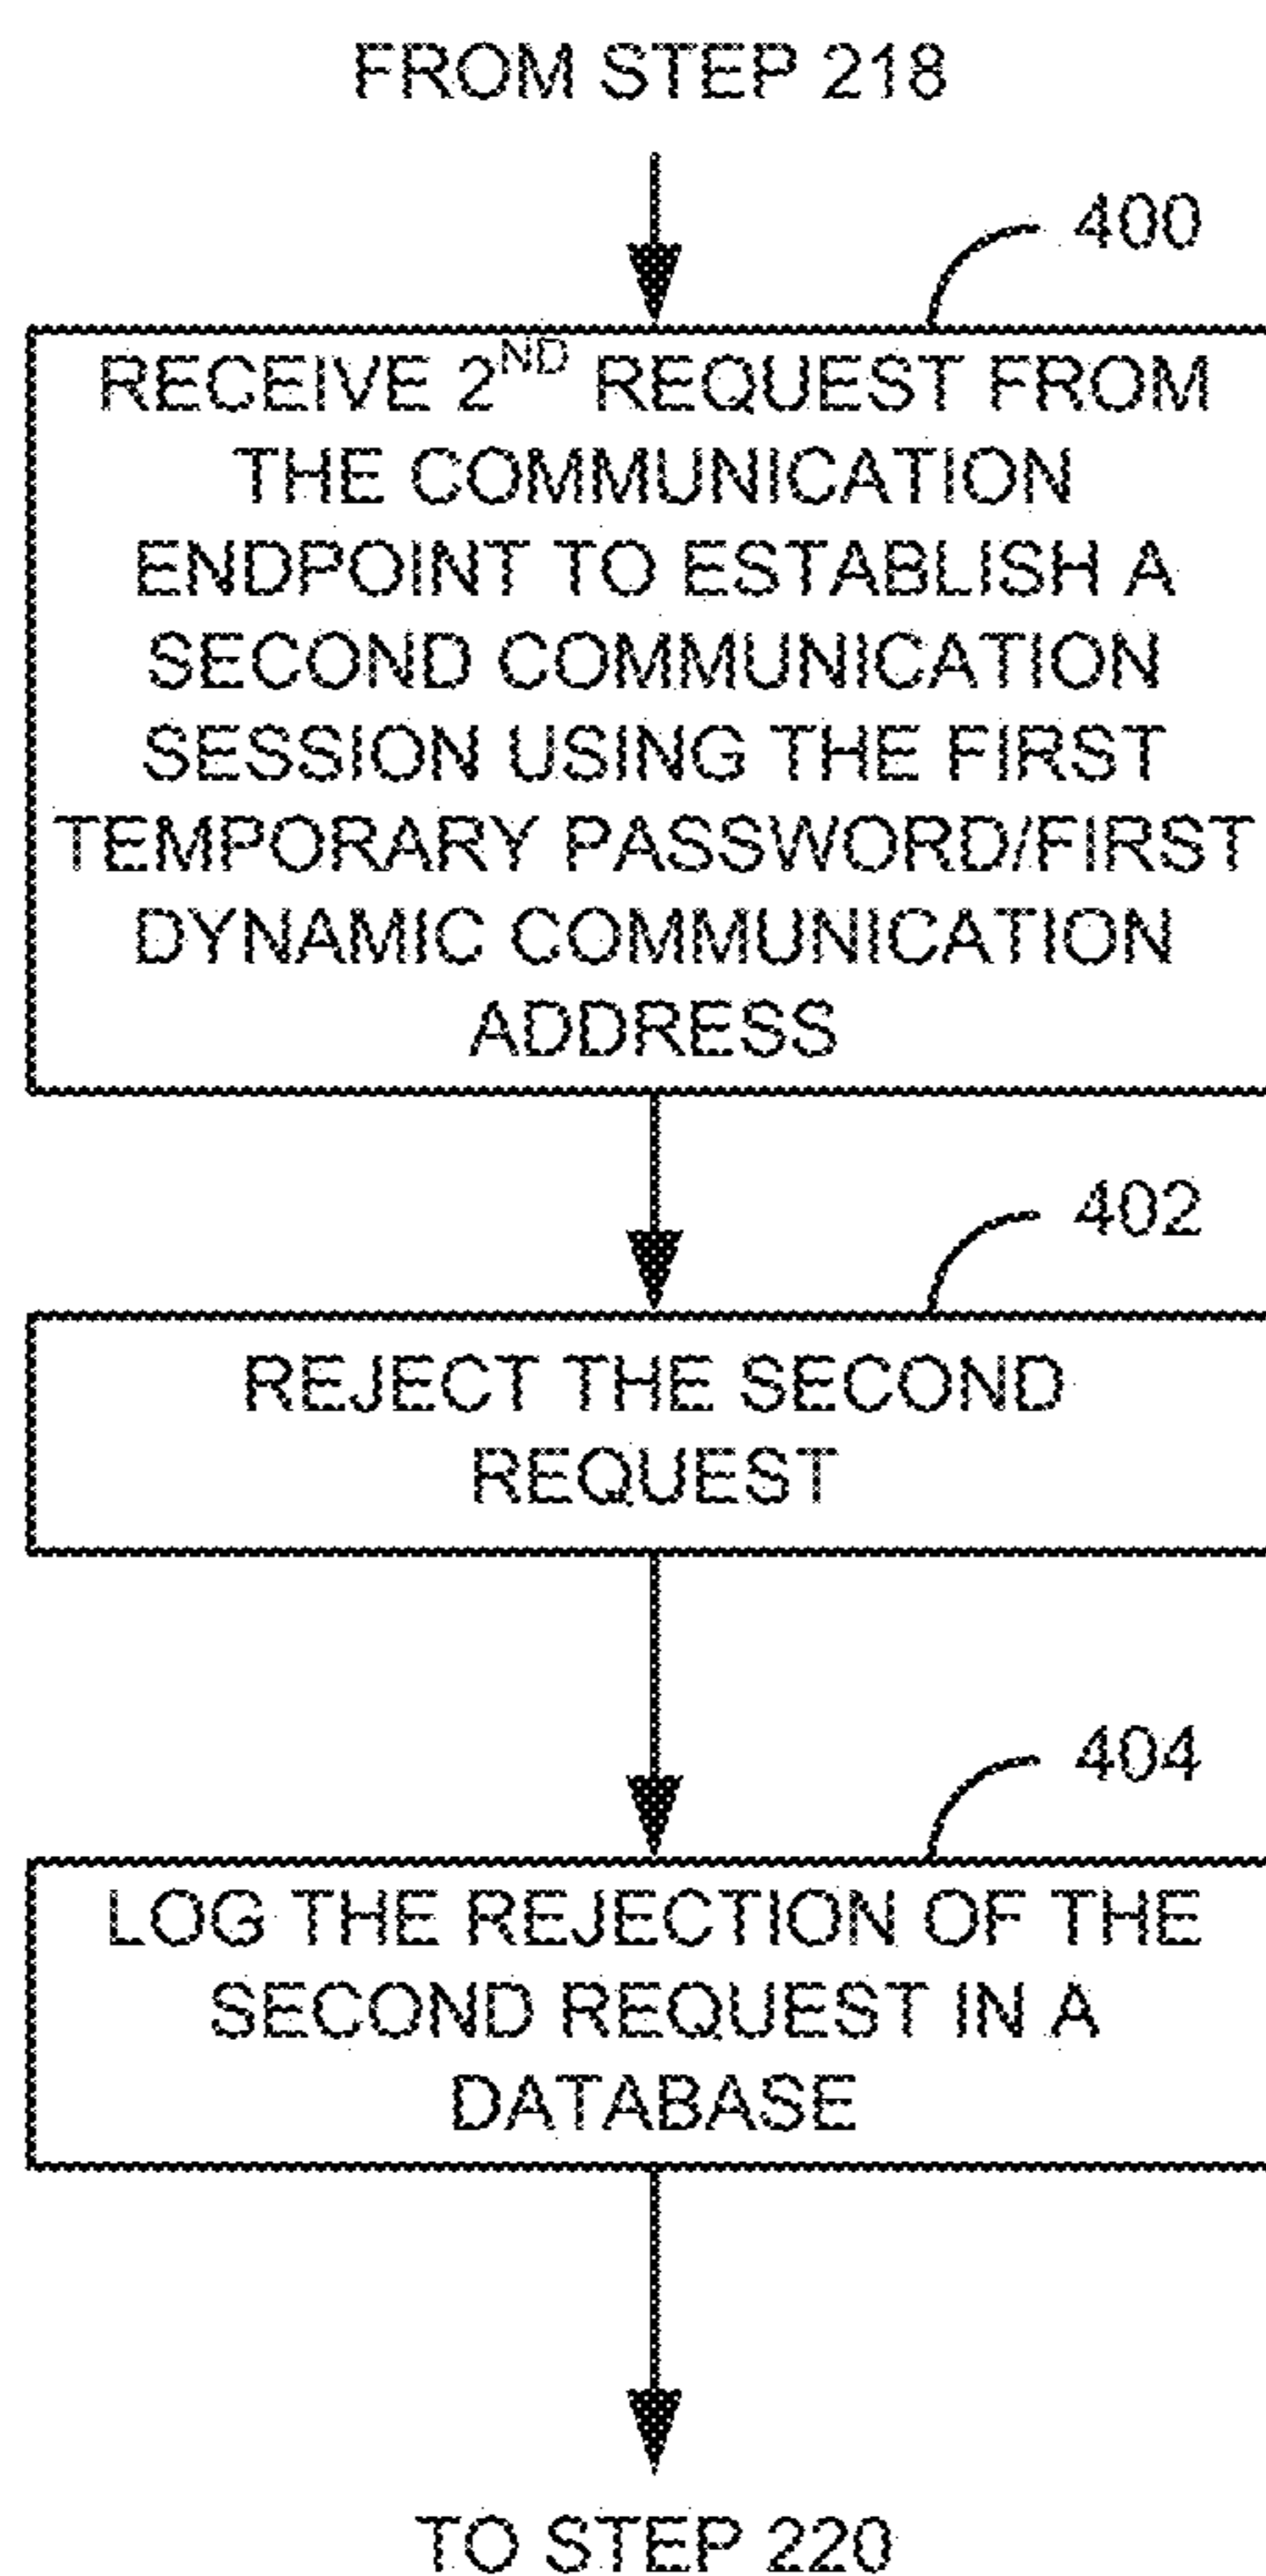 FROM STEP 218
400
RECEIVE 2ND REQUEST FROM
THE COMMUNICATION
ENDPOINT TO ESTABLISH A
SECOND COMMUNICATION
SESSION USING THE FIRST
TEMPORARY PASSWORD/FIRST
DYNAMIC COMMUNICATION
ADDRESS
402
REJECT THE SECOND
REQUEST
404
LOG THE REJECTION OF THE
SECOND REQUEST IN A
DATABASE
TO STEP 220